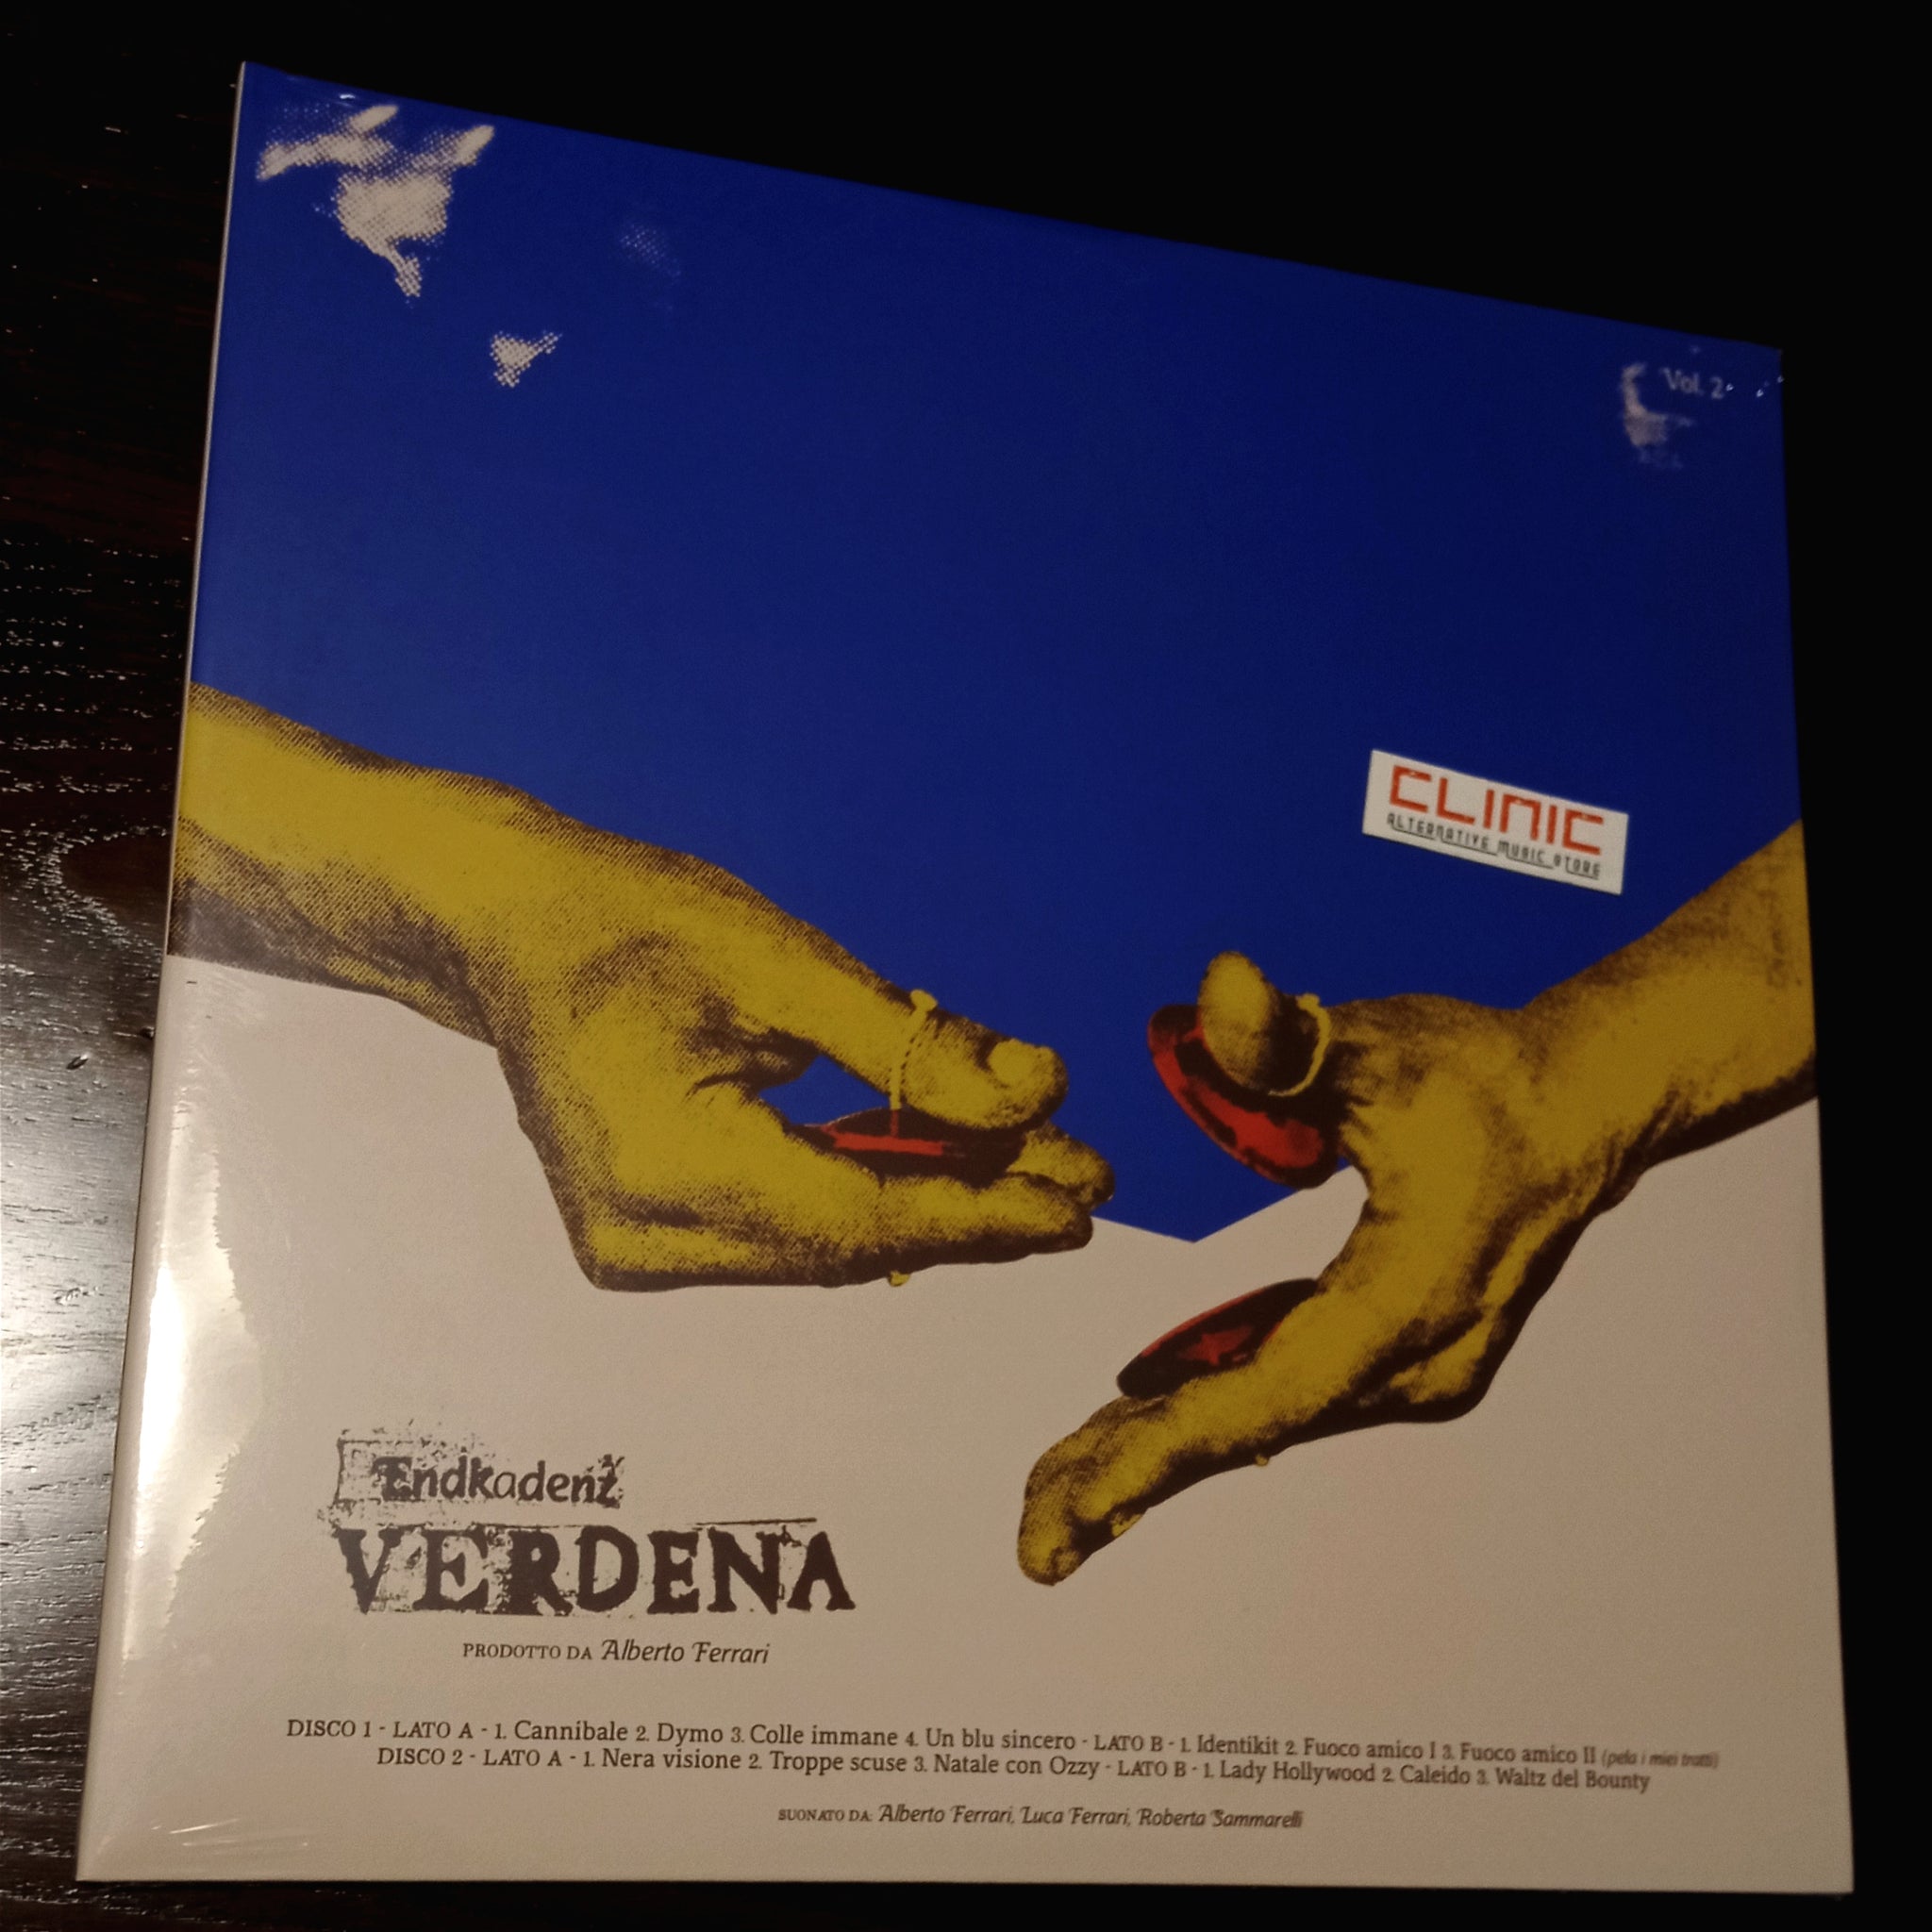 Vol. 2
CLINIC
ALTERNATIVE MUSIC STORE
Endkadenz
VERDENA
PRODOTTO DA Alberto Ferrari
DISCO 1 - LATO A - 1. Cannibale 2. Dymo 3. Colle immane 4. Un blu sincero - LATO B - 1. Identikit 2. Fuoco amico I 3. Fuoco amico II (pela i miei tratti)
DISCO 2 - LATO A - 1. Nera visione 2. Troppe scuse 3. Natale con Ozzy - LATO B - 1. Lady Hollywood 2. Caleido 3. Waltz del Bounty
SUONATO DA: Alberto Ferrari, Luca Ferrari, Roberta Sammarelli